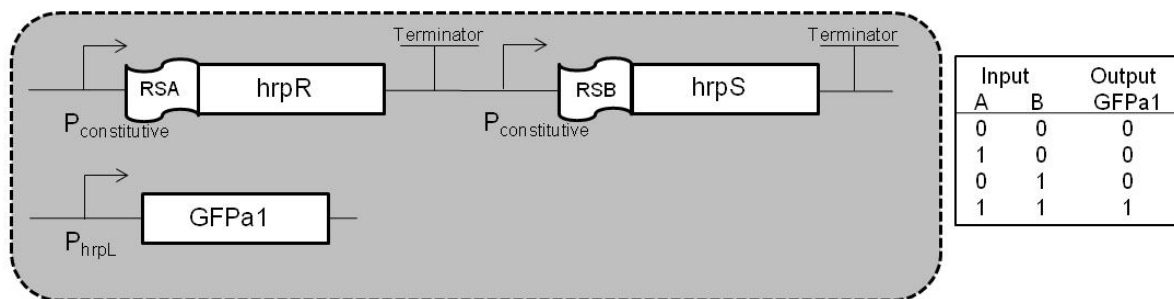 Terminator
Terminator
RSA
hrpR
RSB
hrpS
Pconstitutive
Pconstitutive
GFPa1
PhrpL
Input Output
A B GFPa1
0 0 0
1 0 0
0 1 0
1 1 1